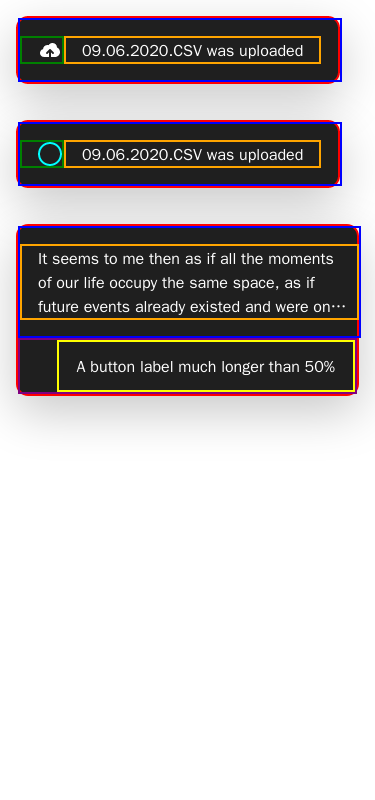 09.06.2020.CSV was uploaded
09.06.2020.CSV was uploaded
It seems to me then as if all the moments
of our life occupy the same space, as if
future events already existed and were on…
A button label much longer than 50%